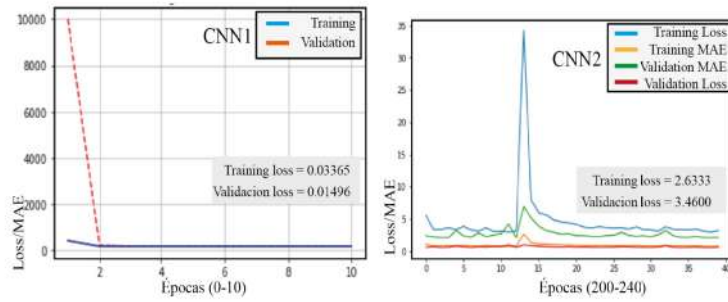 CNN1
Training
Validation
10000
8000
6000
4000
2000
0
Loss/MAE
Training loss = 0.03365
Validacion loss = 0.01496
2
4
6
8
10
Épocas (0-10)
CNN2
Training Loss
Training MAE
Validation MAE
Validation Loss
35
30
25
20
15
10
5
0
Loss/MAE
Training loss = 2.6333
Validacion loss = 3.4600
0
5
10
15
20
25
30
35
40
Épocas (200-240)